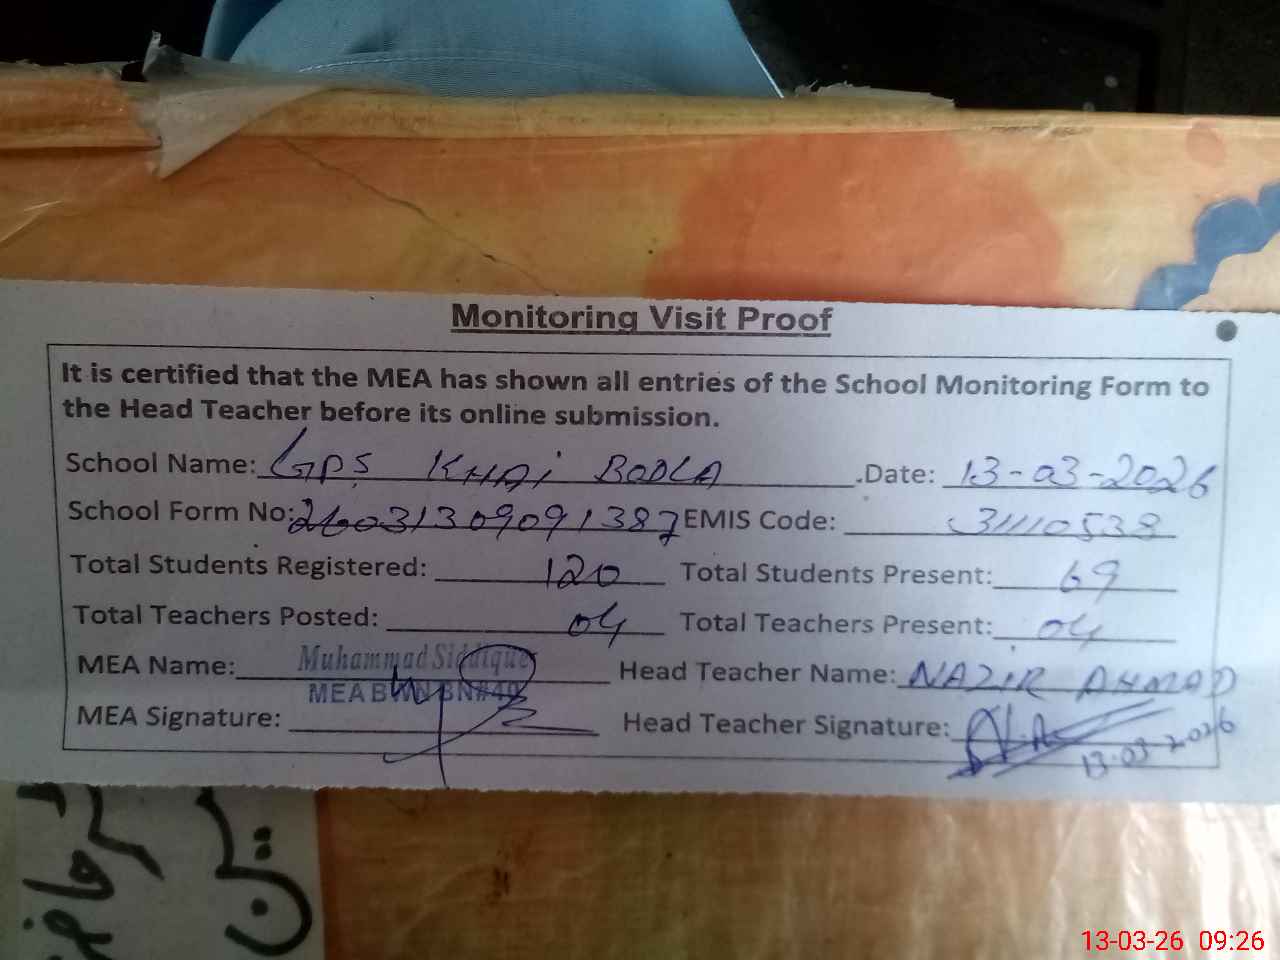 Monitoring Visit Proof
It is certified that the MEA has shown all entries of the School Monitoring Form to
the Head Teacher before its online submission.
School Name: GPS KHAI BODLA .Date: 13-03-2026
School Form No: 26031309091387 EMIS Code: 31110538
Total Students Registered: 120 Total Students Present: 69
Total Teachers Posted: 04 Total Teachers Present: 04
MEA Name: Muhammad Siddique Head Teacher Name: NAZIR AHMAD
MEA BWN BN#49
MEA Signature: Head Teacher Signature: N.A
13-03-2026
13-03-26 09:26